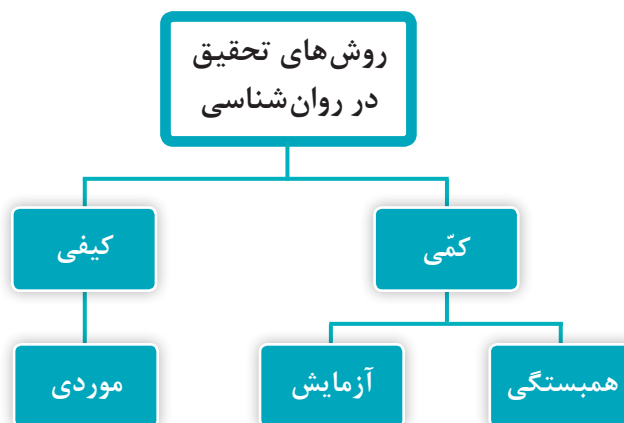 روش‌های تحقیق
در روان‌شناسی
کمّی
کیفی
همبستگی
آزمایش
موردی